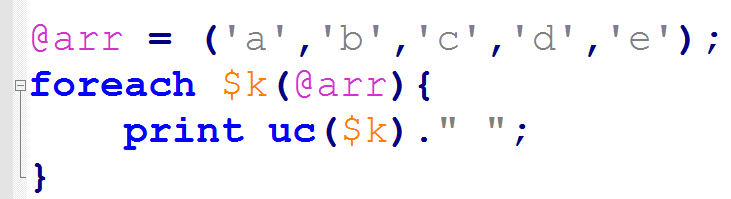 @arr = ('a','b','c','d','e');
foreach $k(@arr){
    print uc($k)." ";
}